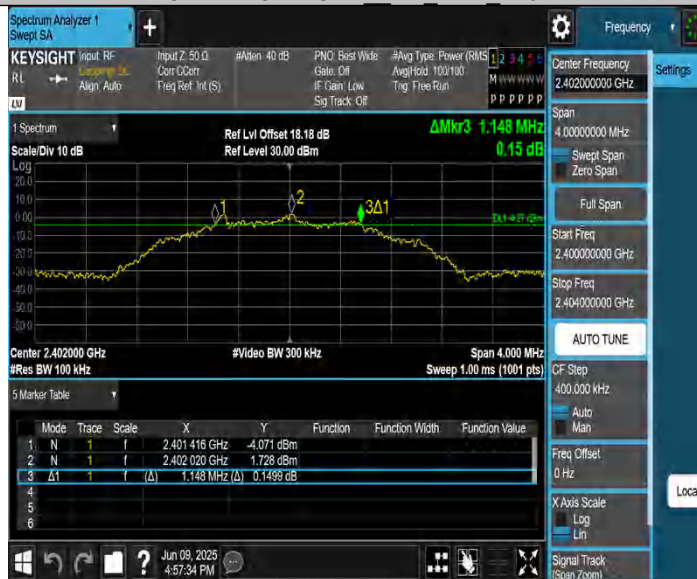 Spectrum Analyzer 1
Swept SA
Frequency
KEYSIGHT Input: RF
RL
Align: Auto
Input Z: 50 Ω
Corr CCorr
Freq Ref: Int (S)
#Atten: 40 dB
PNO: Best Wide
Gate: Off
IF Gain: Low
Sig Track: Off
#Avg Type: Power (RMS
Avg|Hold: 100/100
Trig: Free Run
1 2 3 4 5 6
M W W W W W
P P P P P P
Center Frequency
2.402000000 GHz
Settings
Span
4.00000000 MHz
Swept Span
Zero Span
Full Span
Start Freq
2.400000000 GHz
Stop Freq
2.404000000 GHz
AUTO TUNE
CF Step
400.000 kHz
Auto
Man
Freq Offset
0 Hz
X Axis Scale
Log
Lin
Signal Track
(Span Zoom)
Loca
1 Spectrum
Scale/Div 10 dB
Ref Lvl Offset 18.18 dB
Ref Level 30.00 dBm
ΔMkr3 1.148 MHz
0.15 dB
Log
20.0
10.0
0.00
-10.0
-20.0
-30.0
-40.0
-50.0
-60.0
1
2
3Δ1
Center 2.402000 GHz
#Res BW 100 kHz
#Video BW 300 kHz
Span 4.000 MHz
Sweep 1.00 ms (1001 pts)
5 Marker Table
Mode Trace Scale X Y Function Function Width Function Value
1 N 1 f 2.401 416 GHz -4.071 dBm
2 N 1 f 2.402 020 GHz 1.728 dBm
3 Δ1 1 f (Δ) 1.148 MHz (Δ) 0.1499 dB
4
5
6
? Jun 09, 2025
4:57:34 PM